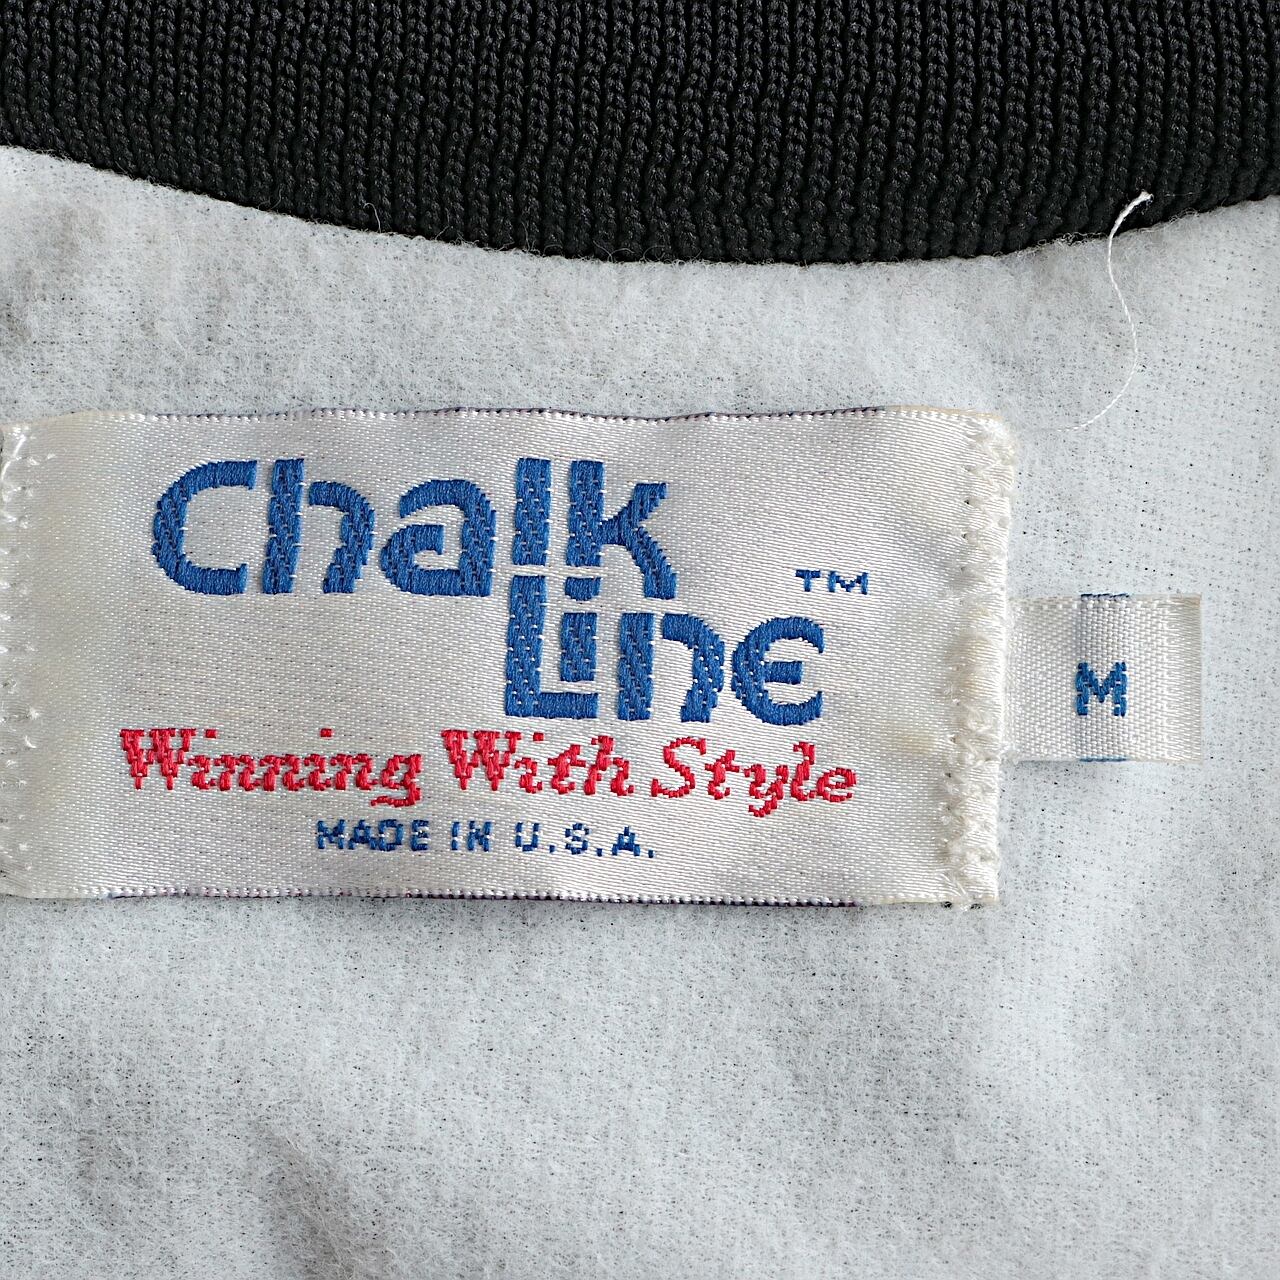 Chalk
Line
™
Winning With Style
MADE IN U.S.A.
M